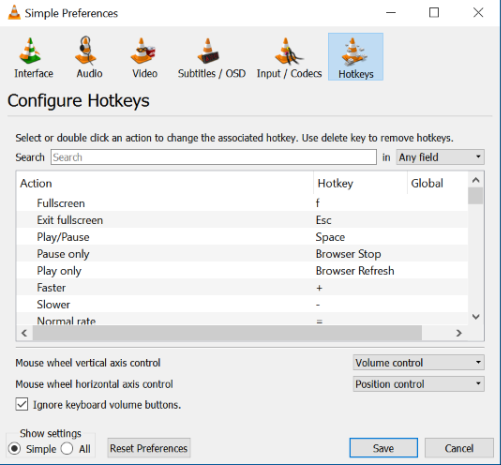 Simple Preferences
Interface Audio Video Subtitles / OSD Input / Codecs Hotkeys
Configure Hotkeys
Select or double click an action to change the associated hotkey. Use delete key to remove hotkeys.
Search Search in Any field
Action Hotkey Global
Fullscreen f
Exit fullscreen Esc
Play/Pause Space
Pause only Browser Stop
Play only Browser Refresh
Faster +
Slower -
Normal rate =
Mouse wheel vertical axis control Volume control
Mouse wheel horizontal axis control Position control
Ignore keyboard volume buttons.
Show settings
Simple All Reset Preferences Save Cancel